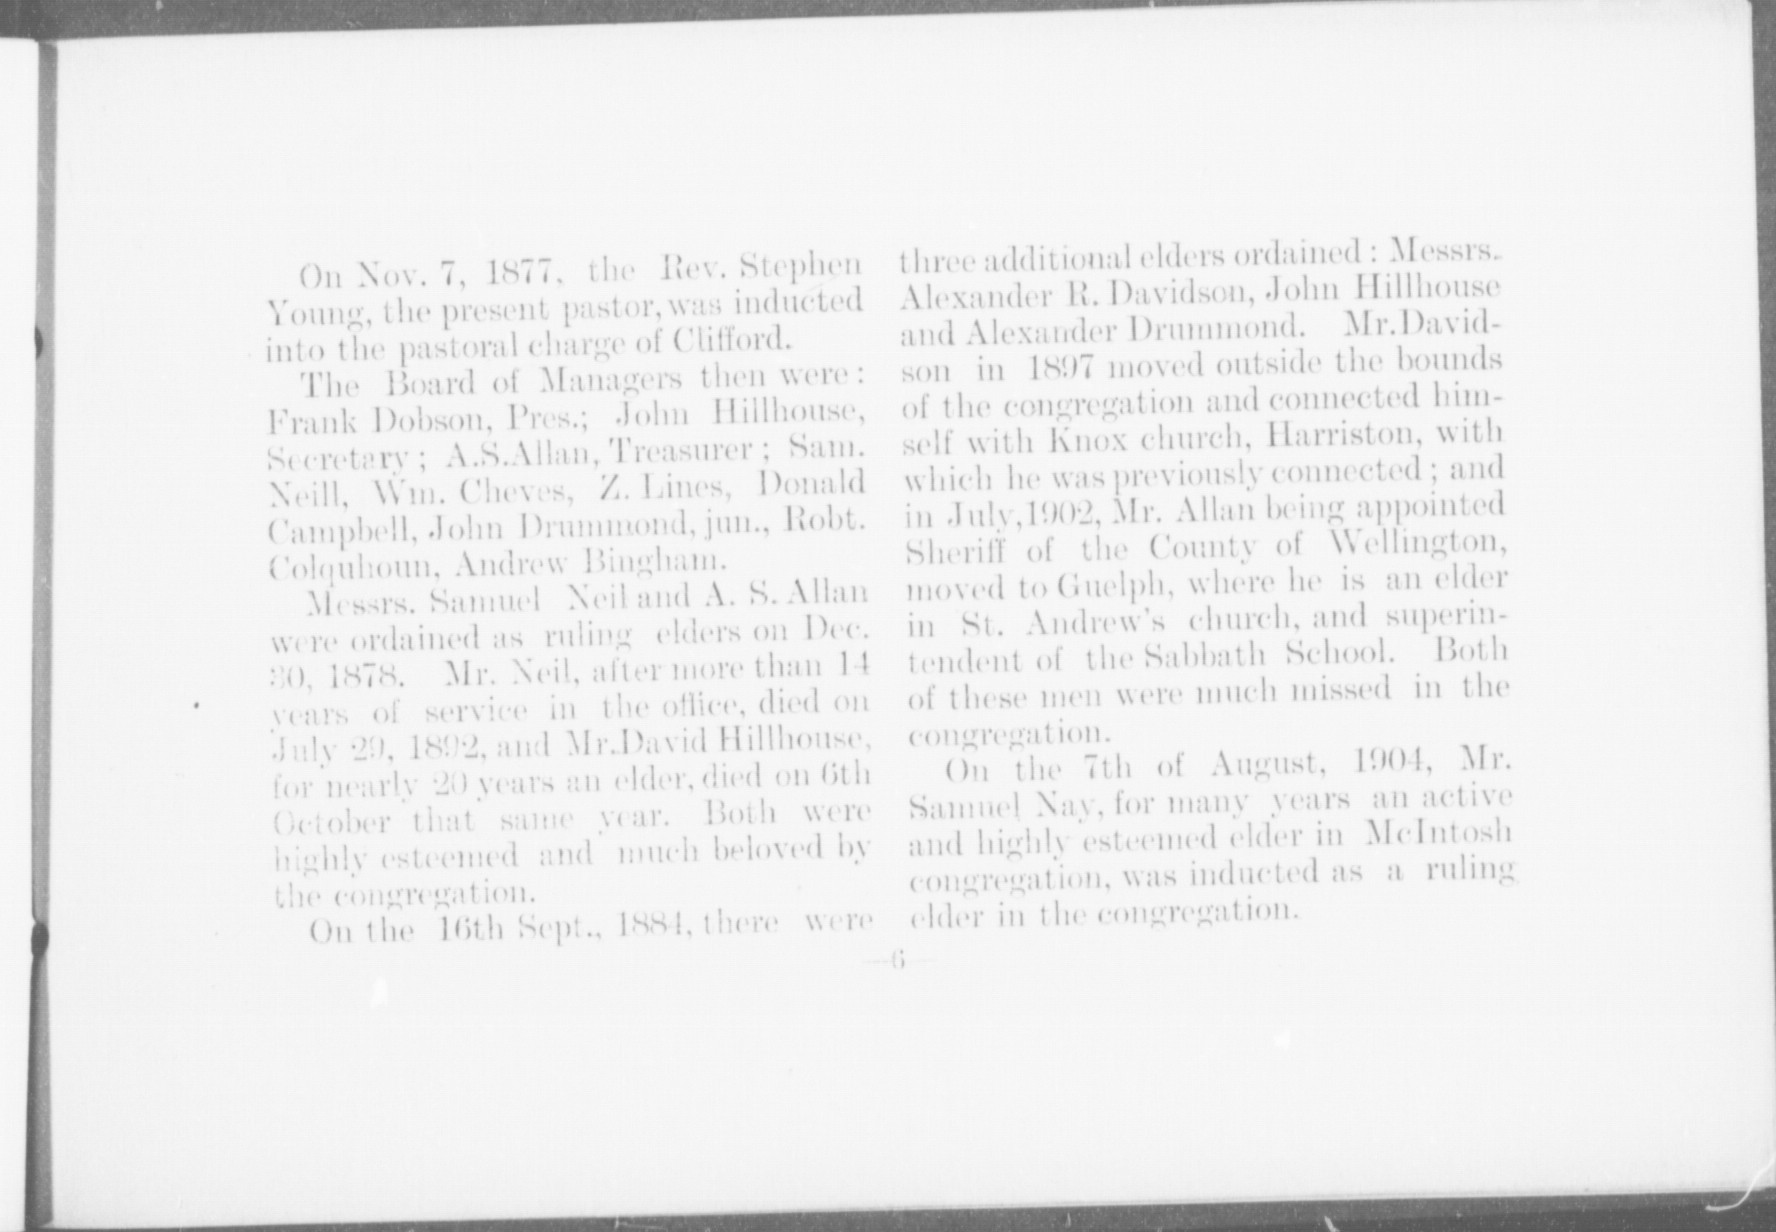 On Nov. 7, 1877, the Rev. Stephen
Young, the present pastor, was inducted
into the pastoral charge of Clifford.
The Board of Managers then were:
Frank Dobson, Pres.; John Hillhouse,
Secretary; A.S.Allan, Treasurer; Sam.
Neill, Wm. Cheves, Z. Lines, Donald
Campbell, John Drummond, jun., Robt.
Colquhoun, Andrew Bingham.
Messrs. Samuel Neil and A. S. Allan
were ordained as ruling elders on Dec.
30, 1878. Mr. Neil, after more than 14
years of service in the office, died on
July 29, 1892, and Mr.David Hillhouse,
for nearly 20 years an elder, died on 6th
October that same year. Both were
highly esteemed and much beloved by
the congregation.
On the 16th Sept., 1884, there were
three additional elders ordained: Messrs.
Alexander R. Davidson, John Hillhouse
and Alexander Drummond. Mr.David-
son in 1897 moved outside the bounds
of the congregation and connected him-
self with Knox church, Harriston, with
which he was previously connected; and
in July,1902, Mr. Allan being appointed
Sheriff of the County of Wellington,
moved to Guelph, where he is an elder
in St. Andrew's church, and superin-
tendent of the Sabbath School. Both
of these men were much missed in the
congregation.
On the 7th of August, 1904, Mr.
Samuel Nay, for many years an active
and highly esteemed elder in McIntosh
congregation, was inducted as a ruling
elder in the congregation.
—6—